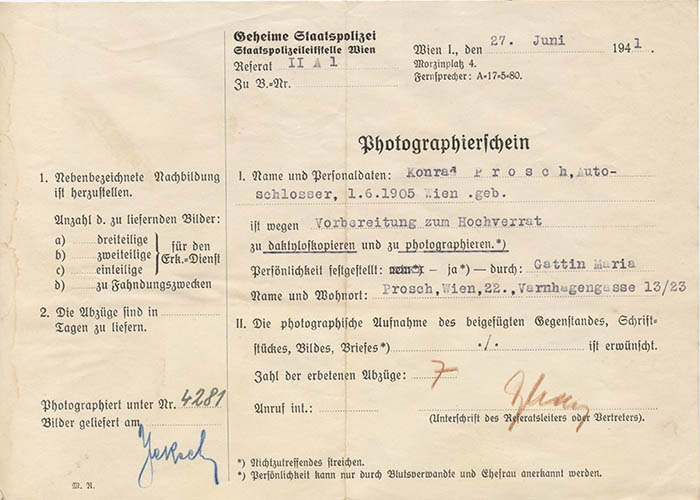 Geheime Staatspolizei
Staatspolizeileitstelle Wien
Referat II A 1
Zu B.=Nr.
Wien I., den 27. Juni 1941.
Morzinplatz 4.
Fernsprecher: A=17=5=80.
Photographierschein
1. Nebenbezeichnete Nachbildung
ist herzustellen.
Anzahl d. zu liefernden Bilder:
a) dreiteilige
b) zweiteilige
c) einteilige
für den
Erk.=Dienst
d) zu Fahndungszwecken
2. Die Abzüge sind in
Tagen zu liefern.
Photographiert unter Nr. 4281
Bilder geliefert am
M. R.
I. Name und Personaldaten: Konrad P r o s c h , Auto-
schlosser, 1.6.1905 Wien .geb.
ist wegen Vorbereitung zum Hochverrat
zu daktyloskopieren und zu photographieren.*)
Persönlichkeit festgestellt: – ja*) – durch: Gattin Maria
Name und Wohnort: Prosch,Wien,22.,Varnhagengasse 13/23
II. Die photographische Aufnahme des beigefügten Gegenstandes, Schrift=
stückes, Bildes, Briefes*) ./. ist erwünscht.
Zahl der erbetenen Abzüge: 7
Anruf int.:
(Unterschrift des Referatsleiters oder Vertreters).
*) Nichtzutreffendes streichen.
*) Persönlichkeit kann nur durch Blutsverwandte und Ehefrau anerkannt werden.